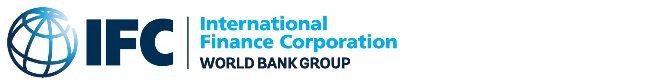 IFC
International
Finance Corporation
WORLD BANK GROUP